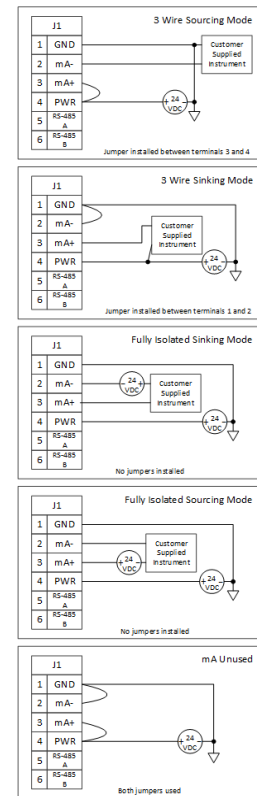 3 Wire Sourcing Mode
J1
1 GND
2 mA-
3 mA+
4 PWR
5 RS-485 A
6 RS-485 B
Customer
Supplied
Instrument
+ 24 -
VDC
Jumper installed between terminals 3 and 4
3 Wire Sinking Mode
J1
1 GND
2 mA-
3 mA+
4 PWR
5 RS-485 A
6 RS-485 B
Customer
Supplied
Instrument
+ 24 -
VDC
Jumper installed between terminals 1 and 2
Fully Isolated Sinking Mode
J1
1 GND
2 mA-
3 mA+
4 PWR
5 RS-485 A
6 RS-485 B
- 24 +
VDC
Customer
Supplied
Instrument
+ 24 -
VDC
No jumpers installed
Fully Isolated Sourcing Mode
J1
1 GND
2 mA-
3 mA+
4 PWR
5 RS-485 A
6 RS-485 B
Customer
Supplied
Instrument
+ 24 -
VDC
+ 24 -
VDC
No jumpers installed
mA Unused
J1
1 GND
2 mA-
3 mA+
4 PWR
5 RS-485 A
6 RS-485 B
+ 24 -
VDC
Both jumpers used